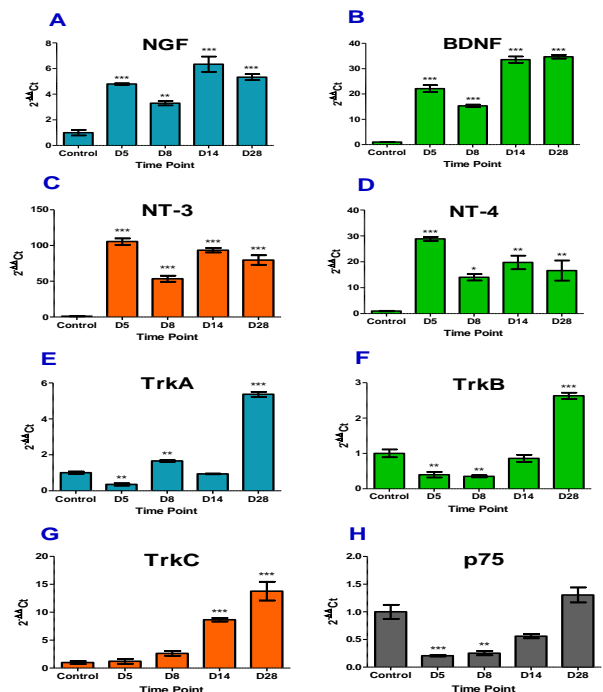 A
NGF
2^ΔΔCt
8
6
4
2
0
***
**
***
***
Control D5 D8 D14 D28
Time Point
B
BDNF
2^ΔΔCt
40
30
20
10
0
***
***
***
***
Control D5 D8 D14 D28
Time Point
C
NT-3
2^ΔΔCt
150
100
50
0
***
***
***
***
Control D5 D8 D14 D28
Time Point
D
NT-4
2^ΔΔCt
40
30
20
10
0
***
*
**
**
Control D5 D8 D14 D28
Time Point
E
TrkA
2^ΔΔCt
6
4
2
0
**
**
***
Control D5 D8 D14 D28
Time Point
F
TrkB
2^ΔΔCt
3
2
1
0
**
**
***
Control D5 D8 D14 D28
Time Point
G
TrkC
2^ΔΔCt
20
15
10
5
0
***
***
Control D5 D8 D14 D28
Time Point
H
p75
2^ΔΔCt
2.0
1.5
1.0
0.5
0.0
***
**
Control D5 D8 D14 D28
Time Point